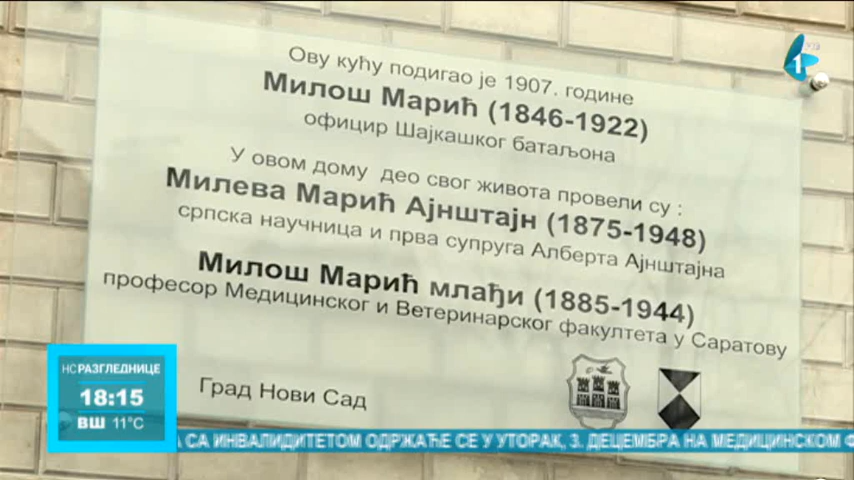 Ову кућу подигао је 1907. године
Милош Марић (1846-1922)
официр Шајкашког батаљона
У овом дому део свог живота провели су :
Милева Марић Ајнштајн (1875-1948)
српска научница и прва супруга Алберта Ајнштајна
Милош Марић млађи (1885-1944)
професор Медицинског и Ветеринарског факултета у Саратову
Град Нови Сад
1
НС РАЗГЛЕДНИЦЕ
18:15
ВШ 11°C
СА ИНВАЛИДИТЕТОМ ОДРЖАЋЕ СЕ У УТОРАК, 3. ДЕЦЕМБРА НА МЕДИЦИНСКОМ